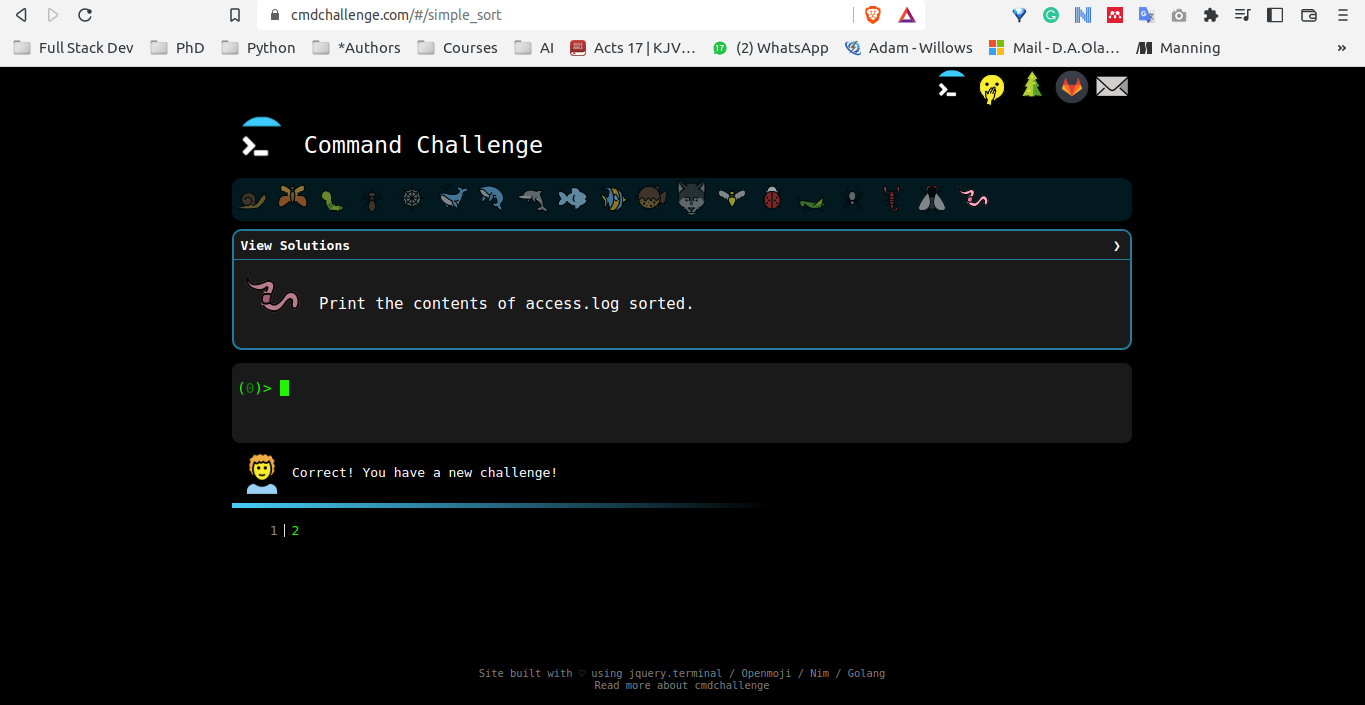 cmdchallenge.com/#/simple_sort
Full Stack Dev PhD Python *Authors Courses AI Acts 17 | KJV… 17 (2) WhatsApp Adam - Willows Mail - D.A.Ola… Manning »
Command Challenge
View Solutions ❯
Print the contents of access.log sorted.
(0)>
Correct! You have a new challenge!
1 2
Site built with ♡ using jquery.terminal / Openmoji / Nim / Golang
Read more about cmdchallenge